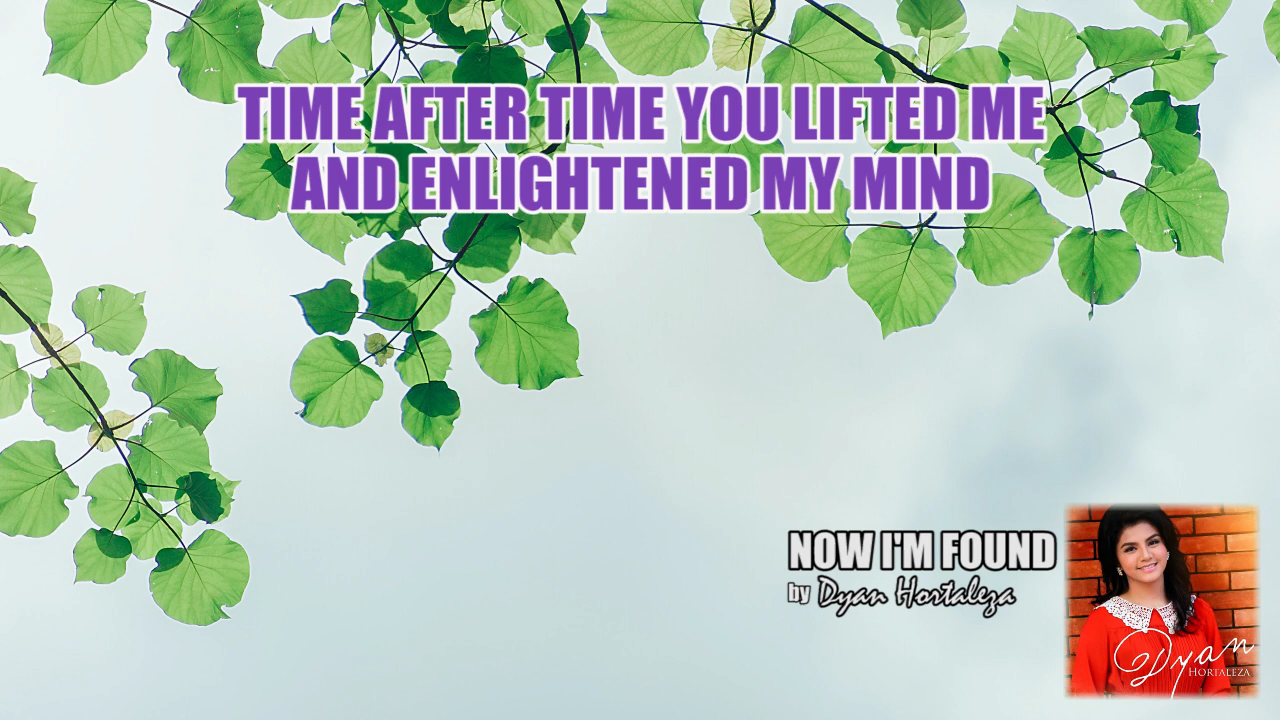 TIME AFTER TIME YOU LIFTED ME
AND ENLIGHTENED MY MIND
NOW I'M FOUND
by Dyan Hortaleza
Dyan
HORTALEZA